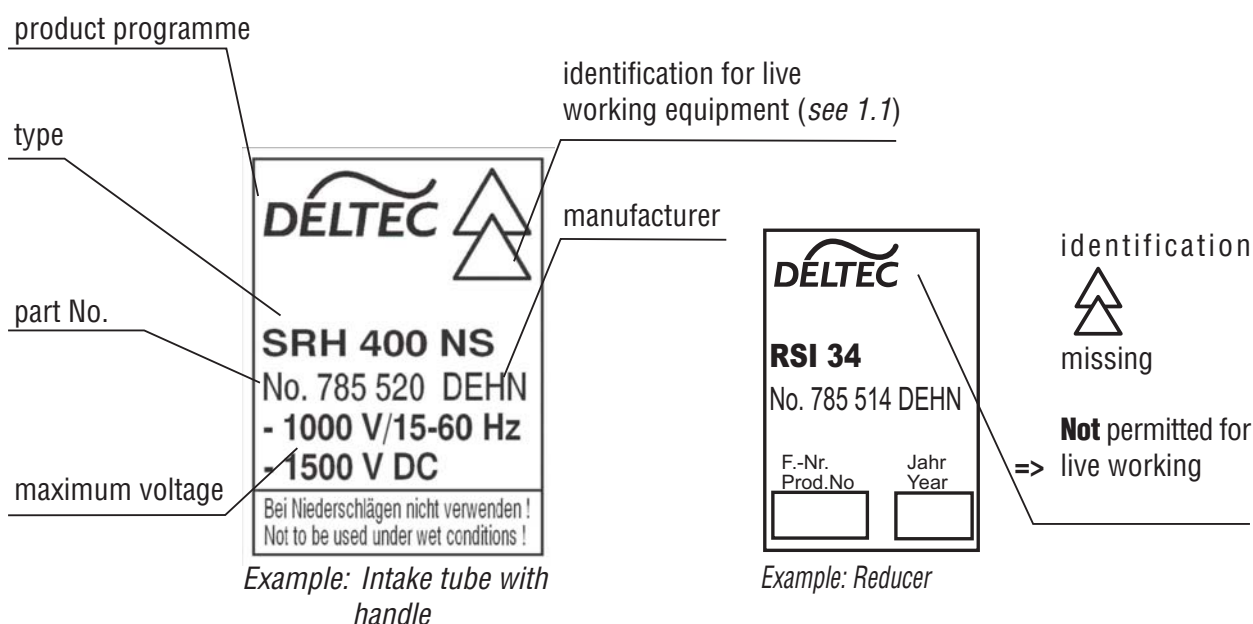 product programme
identification for live
working equipment (see 1.1)
type
manufacturer
part No.
maximum voltage
DELTEC
SRH 400 NS
No. 785 520 DEHN
- 1000 V/15-60 Hz
- 1500 V DC
Bei Niederschlägen nicht verwenden !
Not to be used under wet conditions !
Example: Intake tube with
handle
DELTEC
RSI 34
No. 785 514 DEHN
F.-Nr.
Prod.No
Jahr
Year
Example: Reducer
identification
missing
Not permitted for
=> live working